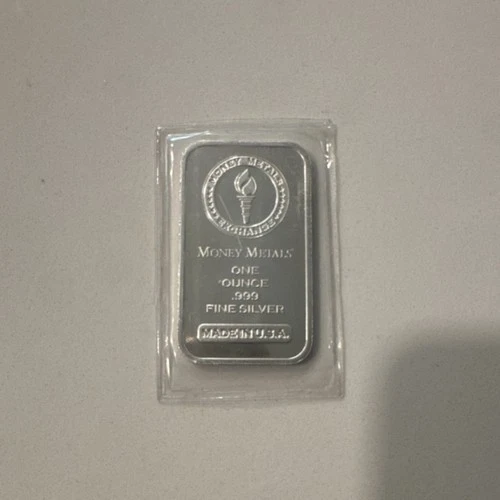 MONEY METALS
EXCHANGE
MONEY METALS
ONE
OUNCE
.999
FINE SILVER
MADE IN U.S.A.